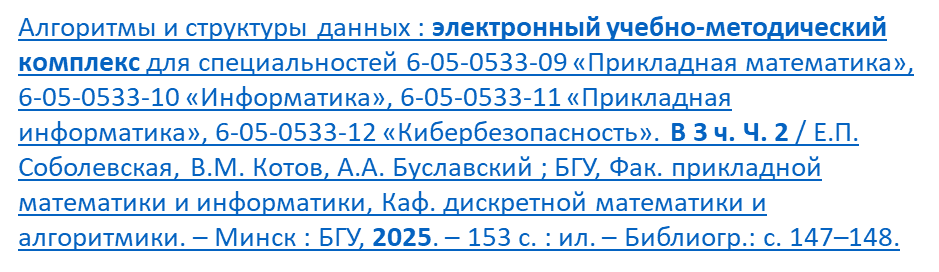 Алгоритмы и структуры данных : электронный учебно-методический
комплекс для специальностей 6-05-0533-09 «Прикладная математика»,
6-05-0533-10 «Информатика», 6-05-0533-11 «Прикладная
информатика», 6-05-0533-12 «Кибербезопасность». В 3 ч. Ч. 2 / Е.П.
Соболевская, В.М. Котов, А.А. Буславский ; БГУ, Фак. прикладной
математики и информатики, Каф. дискретной математики и
алгоритмики. – Минск : БГУ, 2025. – 153 с. : ил. – Библиогр.: с. 147–148.